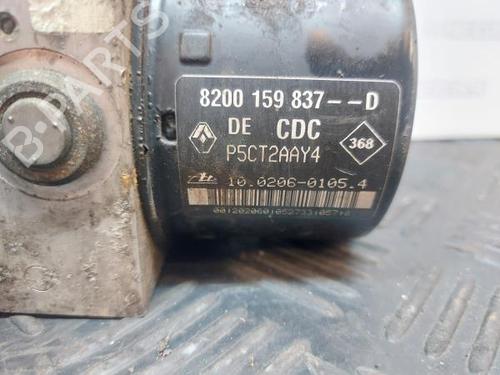 8200 159 837--D
DE CDC
368
P5CT2AAY4
10.0206-0105.4
B-PARTS